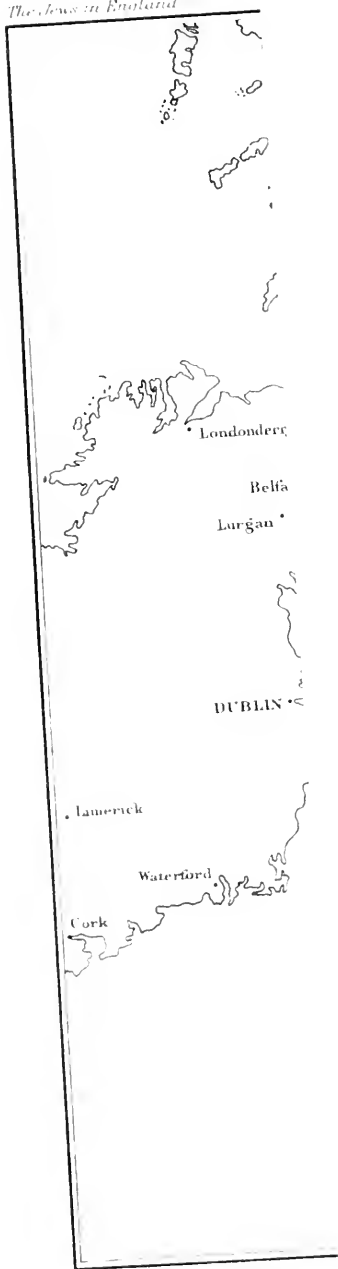 The Jews in England
Londonderr
Belfa
Lurgan
DUBLIN
Limerick
Waterford
Cork